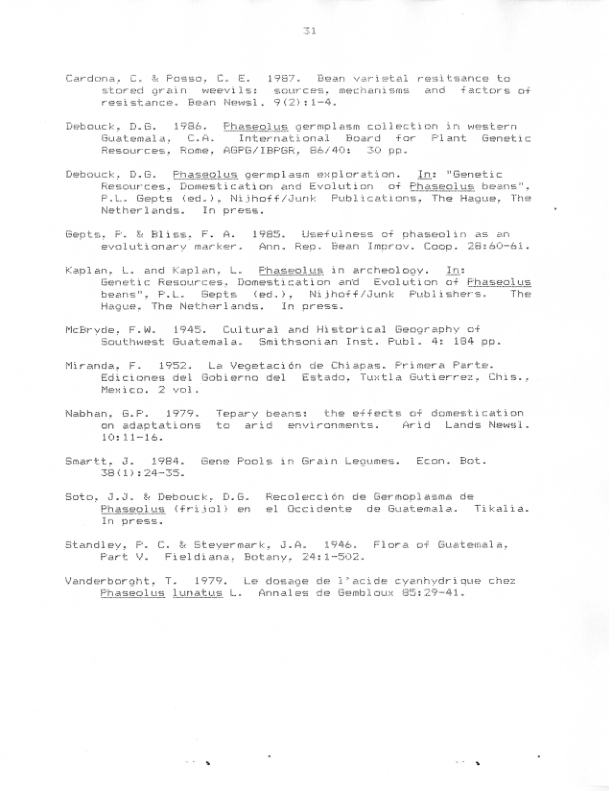 31
Cardona, C. & Posso, C. E. 1987. Bean varietal resitsance to
stored grain weevils: sources, mechanisms and factors of
resistance. Bean Newsl. 9(2):1-4.
Debouck, D.G. 1986. Phaseolus germplasm collection in western
Guatemala, C.A. International Board for Plant Genetic
Resources, Rome, AGPG/IBPGR, 86/40: 30 pp.
Debouck, D.G. Phaseolus germplasm exploration. In: "Genetic
Resources, Domestication and Evolution of Phaseolus beans",
P.L. Gepts (ed.), Nijhoff/Junk Publications, The Hague, The
Netherlands. In press.
Gepts, P. & Bliss, F. A. 1985. Usefulness of phaseolin as an
evolutionary marker. Ann. Rep. Bean Improv. Coop. 28:60-61.
Kaplan, L. and Kaplan, L. Phaseolus in archeology. In:
Genetic Resources, Domestication and Evolution of Phaseolus
beans", P.L. Gepts (ed.), Nijhoff/Junk Publishers. The
Hague, The Netherlands. In press.
McBryde, F.W. 1945. Cultural and Historical Geography of
Southwest Guatemala. Smithsonian Inst. Publ. 4: 184 pp.
Miranda, F. 1952. La Vegetación de Chiapas. Primera Parte.
Ediciones del Gobierno del Estado, Tuxtla Gutierrez, Chis.,
Mexico. 2 vol.
Nabhan, G.P. 1979. Tepary beans: the effects of domestication
on adaptations to arid environments. Arid Lands Newsl.
10:11-16.
Smartt, J. 1984. Gene Pools in Grain Legumes. Econ. Bot.
38(1):24-35.
Soto, J.J. & Debouck, D.G. Recolección de Germoplasma de
Phaseolus (frijol) en el Occidente de Guatemala. Tikalia.
In press.
Standley, P. C. & Steyermark, J.A. 1946. Flora of Guatemala,
Part V. Fieldiana, Botany, 24:1-502.
Vanderborght, T. 1979. Le dosage de l'acide cyanhydrique chez
Phaseolus lunatus L. Annales de Gembloux 85:29-41.